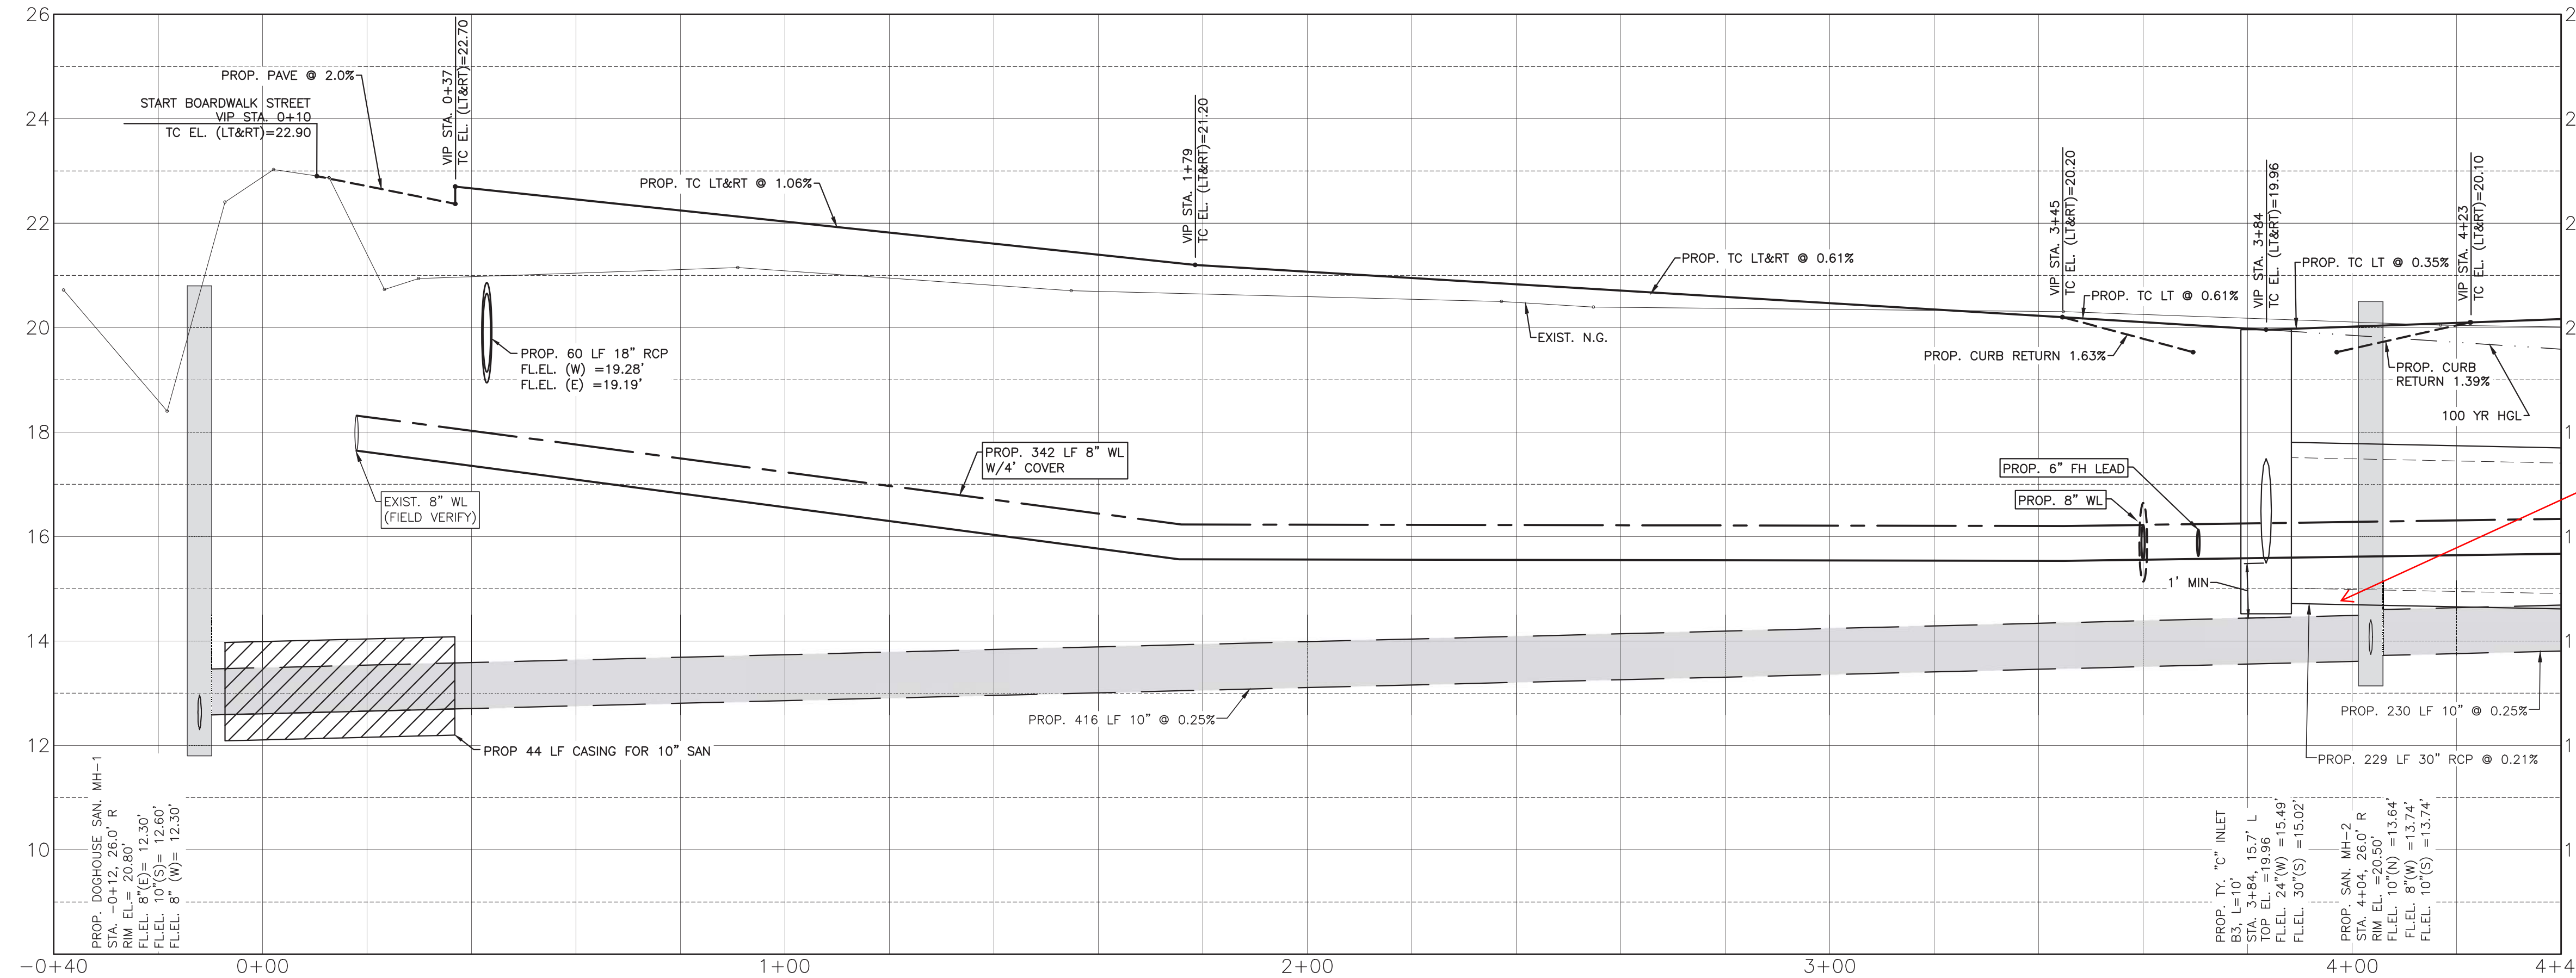 26
24
22
20
18
16
14
12
10
PROP. PAVE @ 2.0%
START BOARDWALK STREET
VIP STA. 0+10
TC EL. (LT&RT)=22.90
VIP STA. 0+37
TC EL. (LT&RT)=22.70
PROP. TC LT&RT @ 1.06%
VIP STA. 1+79
TC EL. (LT&RT)=21.20
PROP. TC LT&RT @ 0.61%
VIP STA. 3+45
TC EL. (LT&RT)=20.20
PROP. TC LT @ 0.61%
VIP STA. 3+84
TC EL. (LT&RT)=19.96
PROP. TC LT @ 0.35%
VIP STA. 4+23
TC EL. (LT&RT)=20.10
EXIST. N.G.
PROP. 60 LF 18" RCP
FL.EL. (W) =19.28'
FL.EL. (E) =19.19'
PROP. CURB RETURN 1.63%
PROP. CURB
RETURN 1.39%
100 YR HGL
PROP. 342 LF 8" WL
W/4' COVER
EXIST. 8" WL
(FIELD VERIFY)
PROP. 6" FH LEAD
PROP. 8" WL
1' MIN
PROP. 416 LF 10" @ 0.25%
PROP 44 LF CASING FOR 10" SAN
PROP. 230 LF 10" @ 0.25%
PROP. 229 LF 30" RCP @ 0.21%
PROP. DOGHOUSE SAN. MH-1
STA. -0+12, 26.0' R
RIM EL.= 20.80'
FL.EL. 8"(E)= 12.30'
FL.EL. 10"(S)= 12.60'
FL.EL. 8" (W)= 12.30'
PROP. TY. "C" INLET
B3, L=10'
STA. 3+84, 15.7' L
TOP EL. =19.96
FL.EL. 24"(W) =15.49'
FL.EL. 30"(S) =15.02'
PROP. SAN. MH-2
STA. 4+04, 26.0' R
RIM EL. =20.50'
FL.EL. 10"(N) =13.64'
FL.EL. 8"(W) =13.74'
FL.EL. 10"(S) =13.74'
-0+40
0+00
1+00
2+00
3+00
4+00